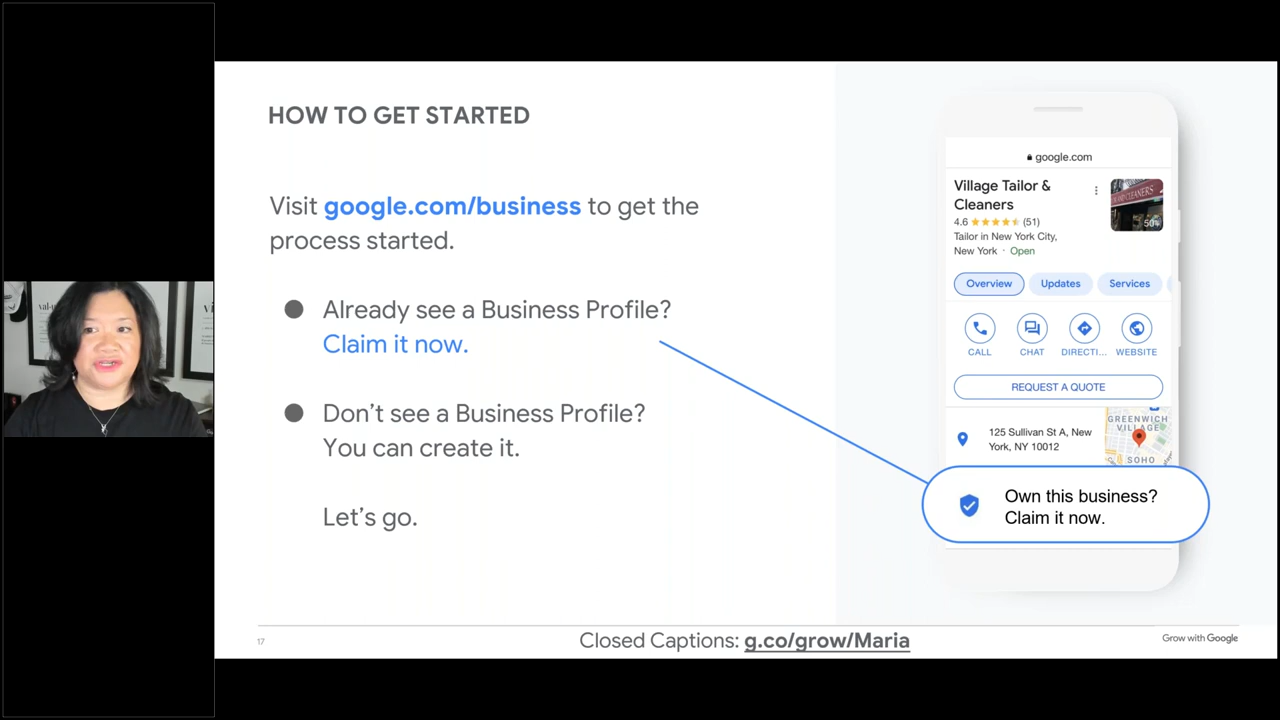 HOW TO GET STARTED
Visit google.com/business to get the
process started.
● Already see a Business Profile?
Claim it now.
● Don’t see a Business Profile?
You can create it.
Let’s go.
google.com
Village Tailor &
Cleaners
4.6 ★★★★★ (51)
Tailor in New York City,
New York · Open
Overview Updates Services
CALL CHAT DIRECTI... WEBSITE
REQUEST A QUOTE
125 Sullivan St A, New
York, NY 10012
GREENWICH
VILLAGE
SOHO
Own this business?
Claim it now.
17
Closed Captions: g.co/grow/Maria
Grow with Google